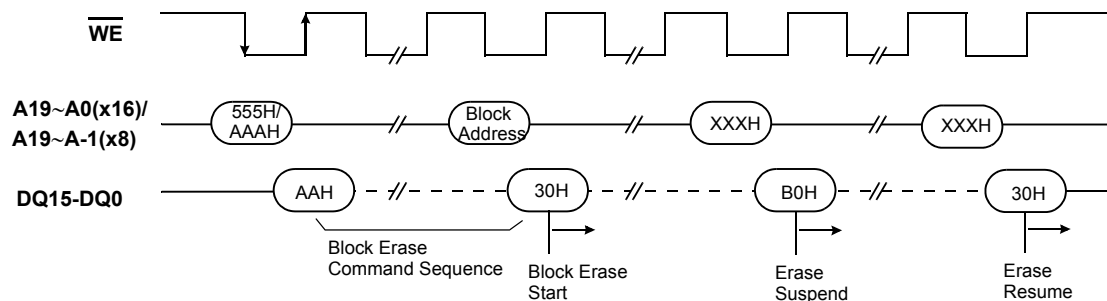 WE
A19~A0(x16)/
A19~A-1(x8)
555H/
AAAH
Block
Address
XXXH
XXXH
DQ15-DQ0
AAH
30H
B0H
30H
Block Erase
Command Sequence
Block Erase
Start
Erase
Suspend
Erase
Resume